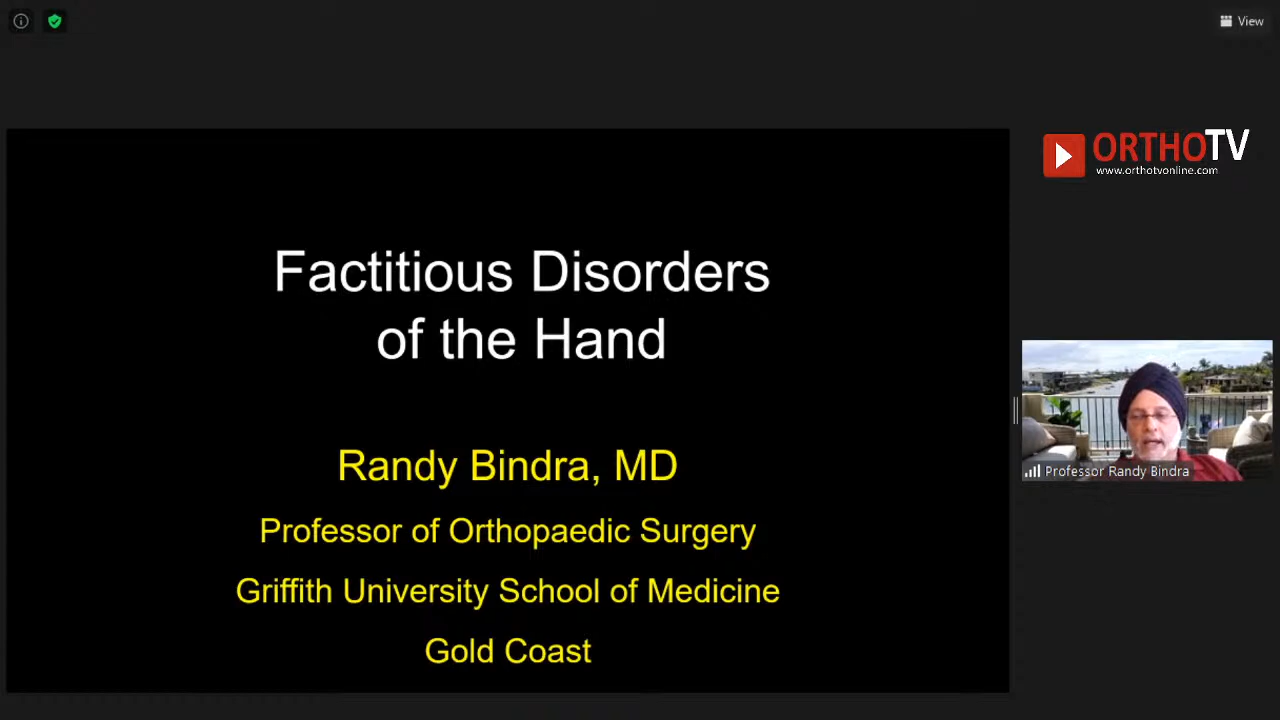 View
ORTHOTV
www.orthotvonline.com
Factitious Disorders
of the Hand
Randy Bindra, MD
Professor of Orthopaedic Surgery
Griffith University School of Medicine
Gold Coast
Professor Randy Bindra